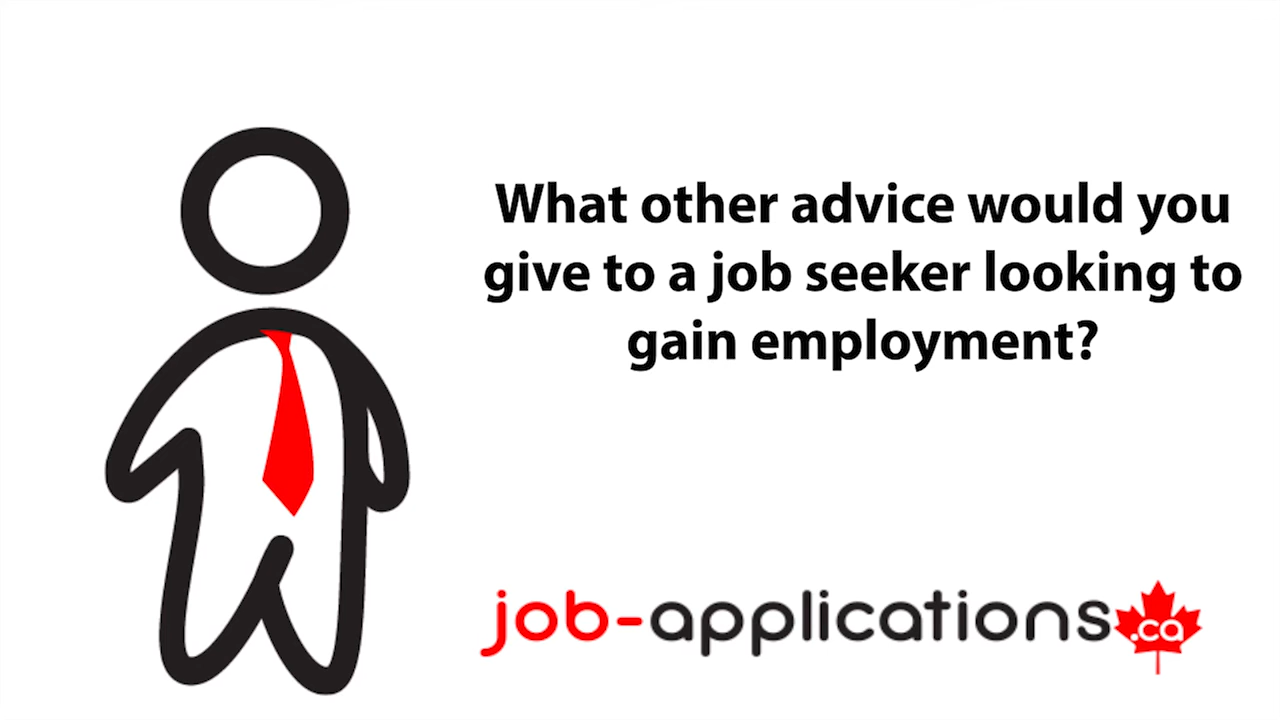 What other advice would you
give to a job seeker looking to
gain employment?
job-applications.ca